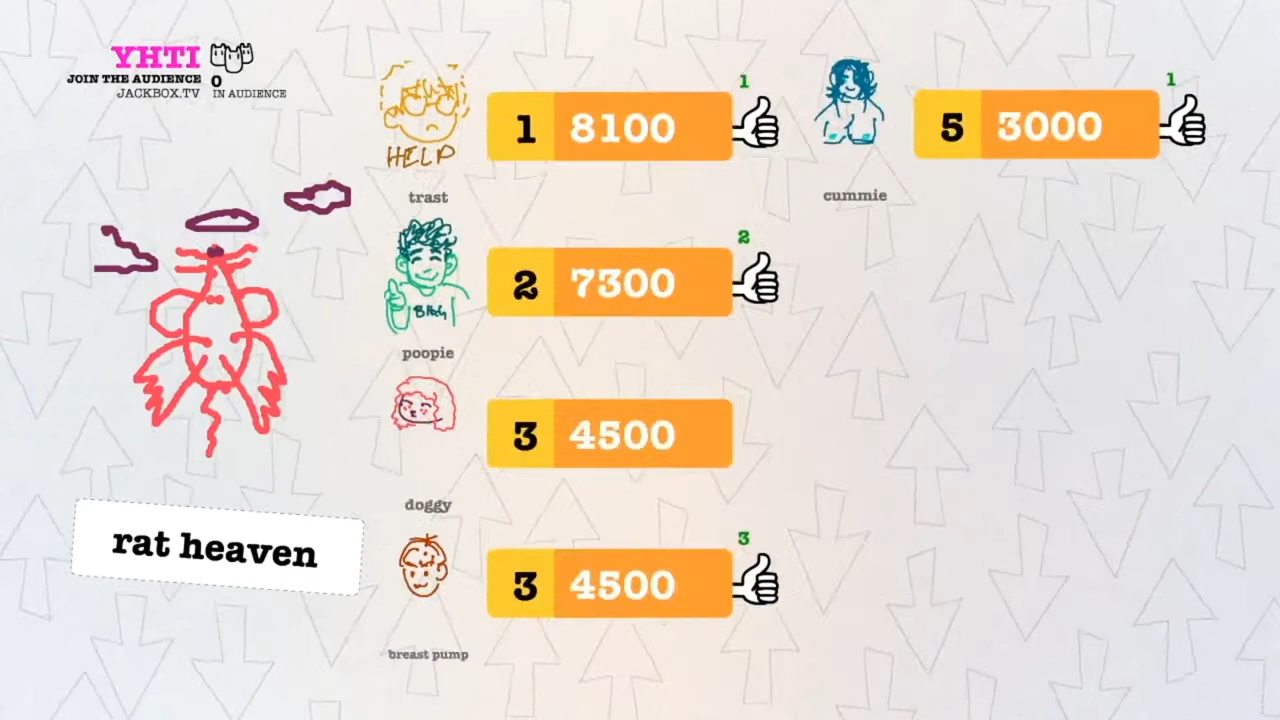 YHTI
JOIN THE AUDIENCE
JACKBOX.TV
0
IN AUDIENCE
rat heaven
HELP
trast
1 8100
1
BITCH
poopie
2 7300
2
doggy
3 4500
breast pump
3 4500
3
cummie
5 3000
1